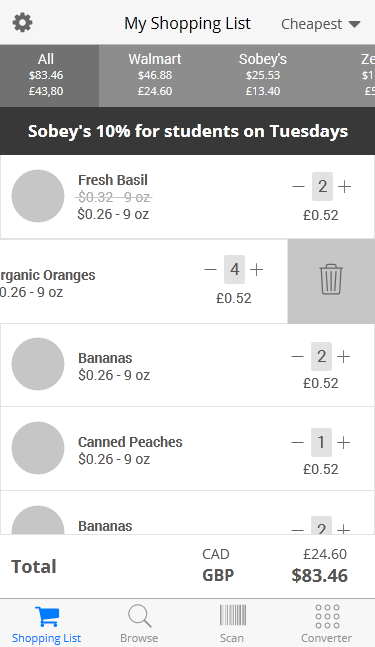 My Shopping List
Cheapest
All
$83.46
£43,80
Walmart
$46.88
£24.60
Sobey's
$25.53
£13.40
Ze
$1
£5
Sobey's 10% for students on Tuesdays
Fresh Basil
$0.32 - 9 oz
$0.26 - 9 oz
2
£0.52
rganic Oranges
0.26 - 9 oz
4
£0.52
Bananas
$0.26 - 9 oz
2
£0.52
Canned Peaches
$0.26 - 9 oz
1
£0.52
Bananas
2
Total
CAD
£24.60
GBP
$83.46
Shopping List
Browse
Scan
Converter